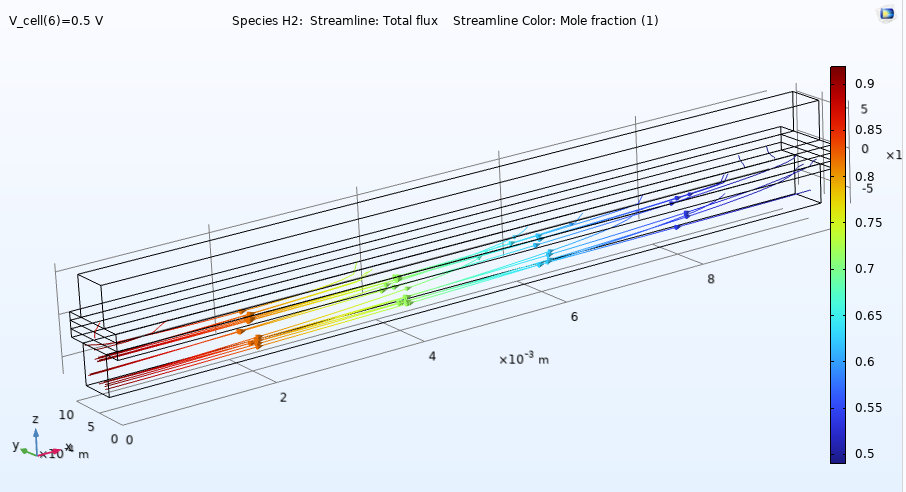 V_cell(6)=0.5 V
Species H2: Streamline: Total flux Streamline Color: Mole fraction (1)
0.9
5
0.85
0
×1
0.8
-5
0.75
0.7
8
0.65
6
0.6
4
×10⁻³ m
0.55
2
10
0.5
5
0 0
z
y
x
m